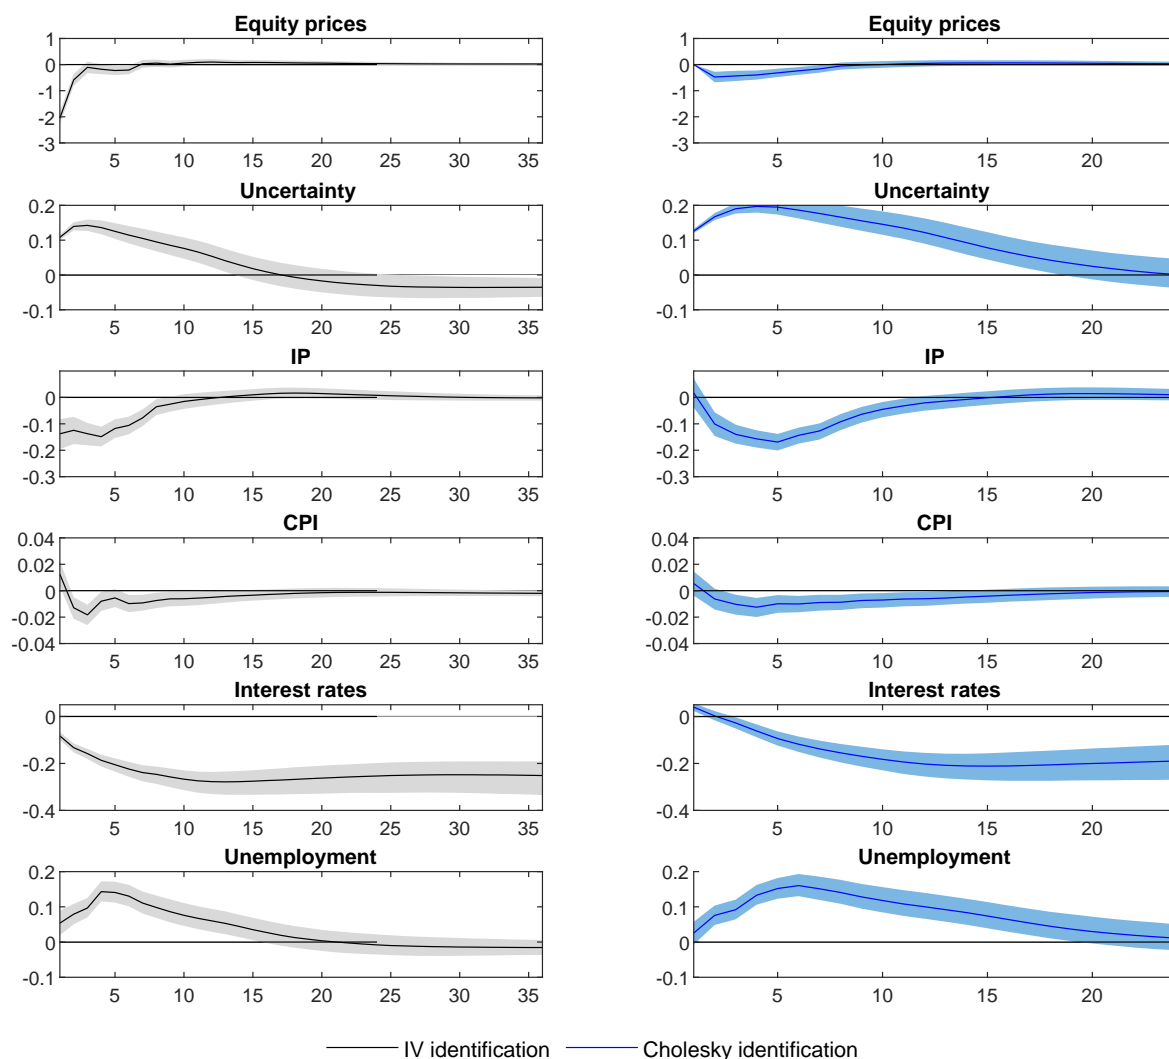 Equity prices
1
0
-1
-2
-3
5 10 15 20 25 30 35
Equity prices
1
0
-1
-2
-3
5 10 15 20
Uncertainty
0.2
0.1
0
-0.1
5 10 15 20 25 30 35
Uncertainty
0.2
0.1
0
-0.1
5 10 15 20
IP
0
-0.1
-0.2
-0.3
5 10 15 20 25 30 35
IP
0
-0.1
-0.2
-0.3
5 10 15 20
CPI
0.04
0.02
0
-0.02
-0.04
5 10 15 20 25 30 35
CPI
0.04
0.02
0
-0.02
-0.04
5 10 15 20
Interest rates
0
-0.2
-0.4
5 10 15 20 25 30 35
Interest rates
0
-0.2
-0.4
5 10 15 20
Unemployment
0.2
0.1
0
-0.1
5 10 15 20 25 30 35
Unemployment
0.2
0.1
0
-0.1
5 10 15 20
IV identification Cholesky identification